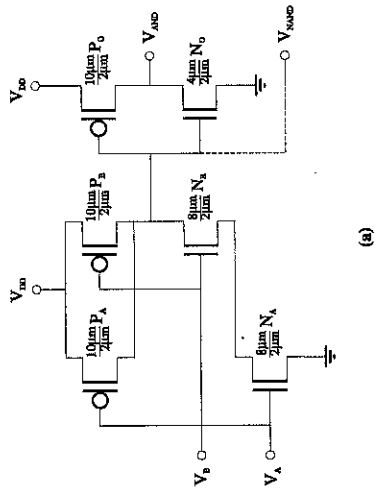 V_DD
V_DD
10μm/2μm P_A
10μm/2μm P_B
10μm/2μm P_O
V_AND
8μm/2μm N_B
4μm/2μm N_O
V_B
8μm/2μm N_A
V_A
V_NAND
(a)